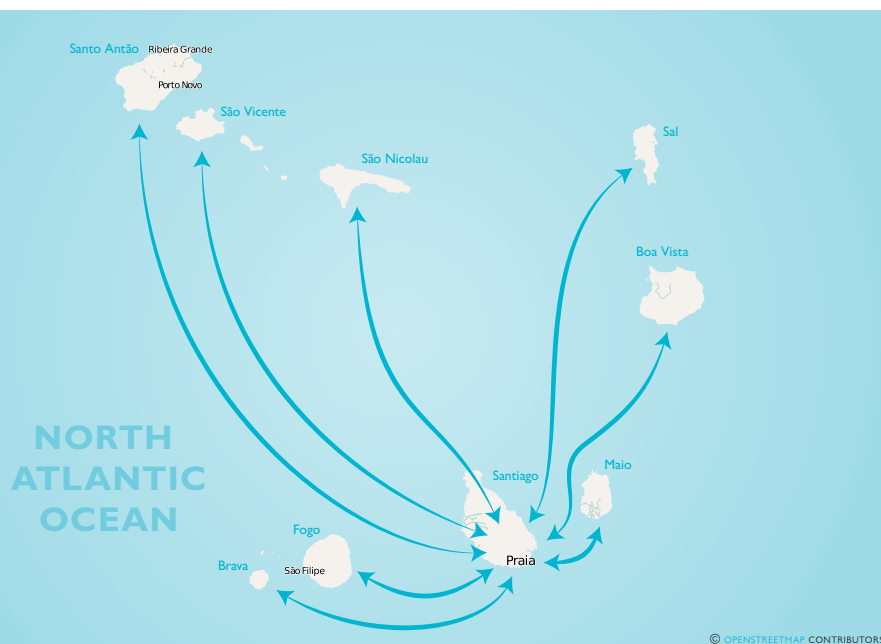 Santo Antão
Ribeira Grande
Porto Novo
São Vicente
São Nicolau
Sal
Boa Vista
NORTH
ATLANTIC
OCEAN
Santiago
Maio
Fogo
Praia
Brava
São Filipe
© OPENSTREETMAP CONTRIBUTORS